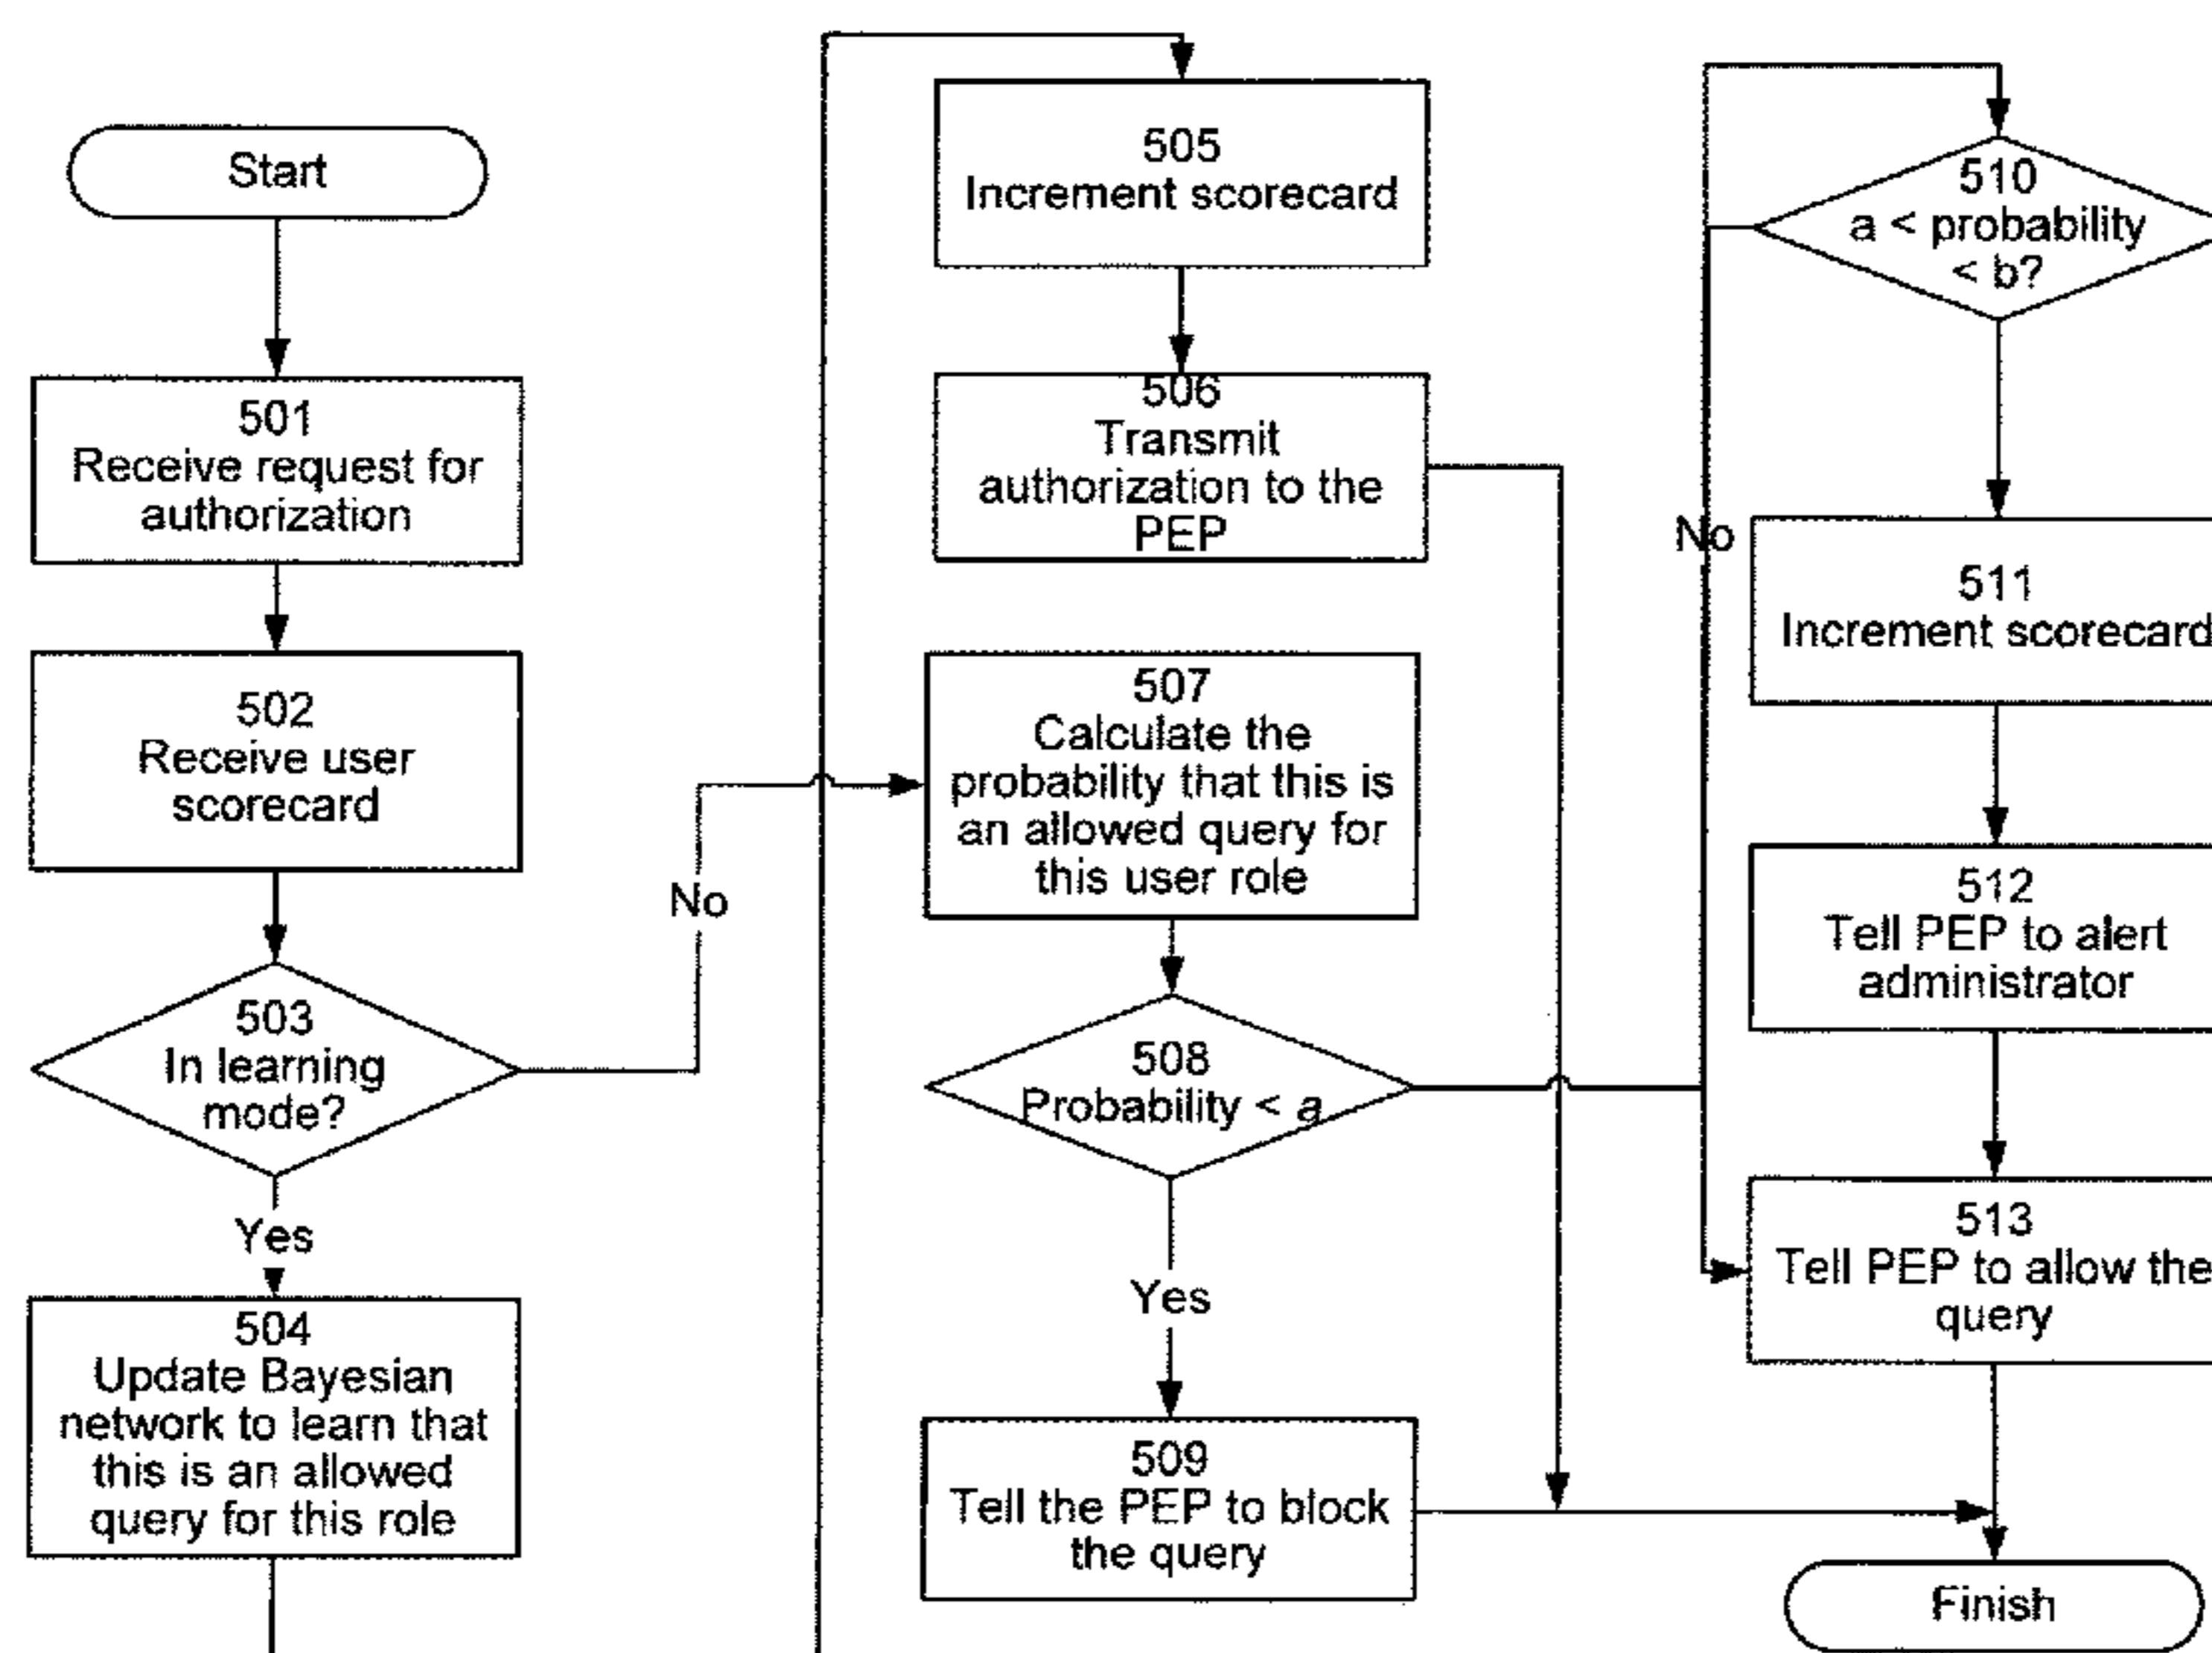 Start
501
Receive request for
authorization
502
Receive user
scorecard
503
In learning
mode?
Yes
504
Update Bayesian
network to learn that
this is an allowed
query for this role
No
505
Increment scorecard
506
Transmit
authorization to the
PEP
507
Calculate the
probability that this is
an allowed query for
this user role
508
Probability < a
Yes
509
Tell the PEP to block
the query
510
a < probability
< b?
No
511
Increment scorecard
512
Tell PEP to alert
administrator
513
Tell PEP to allow the
query
Finish